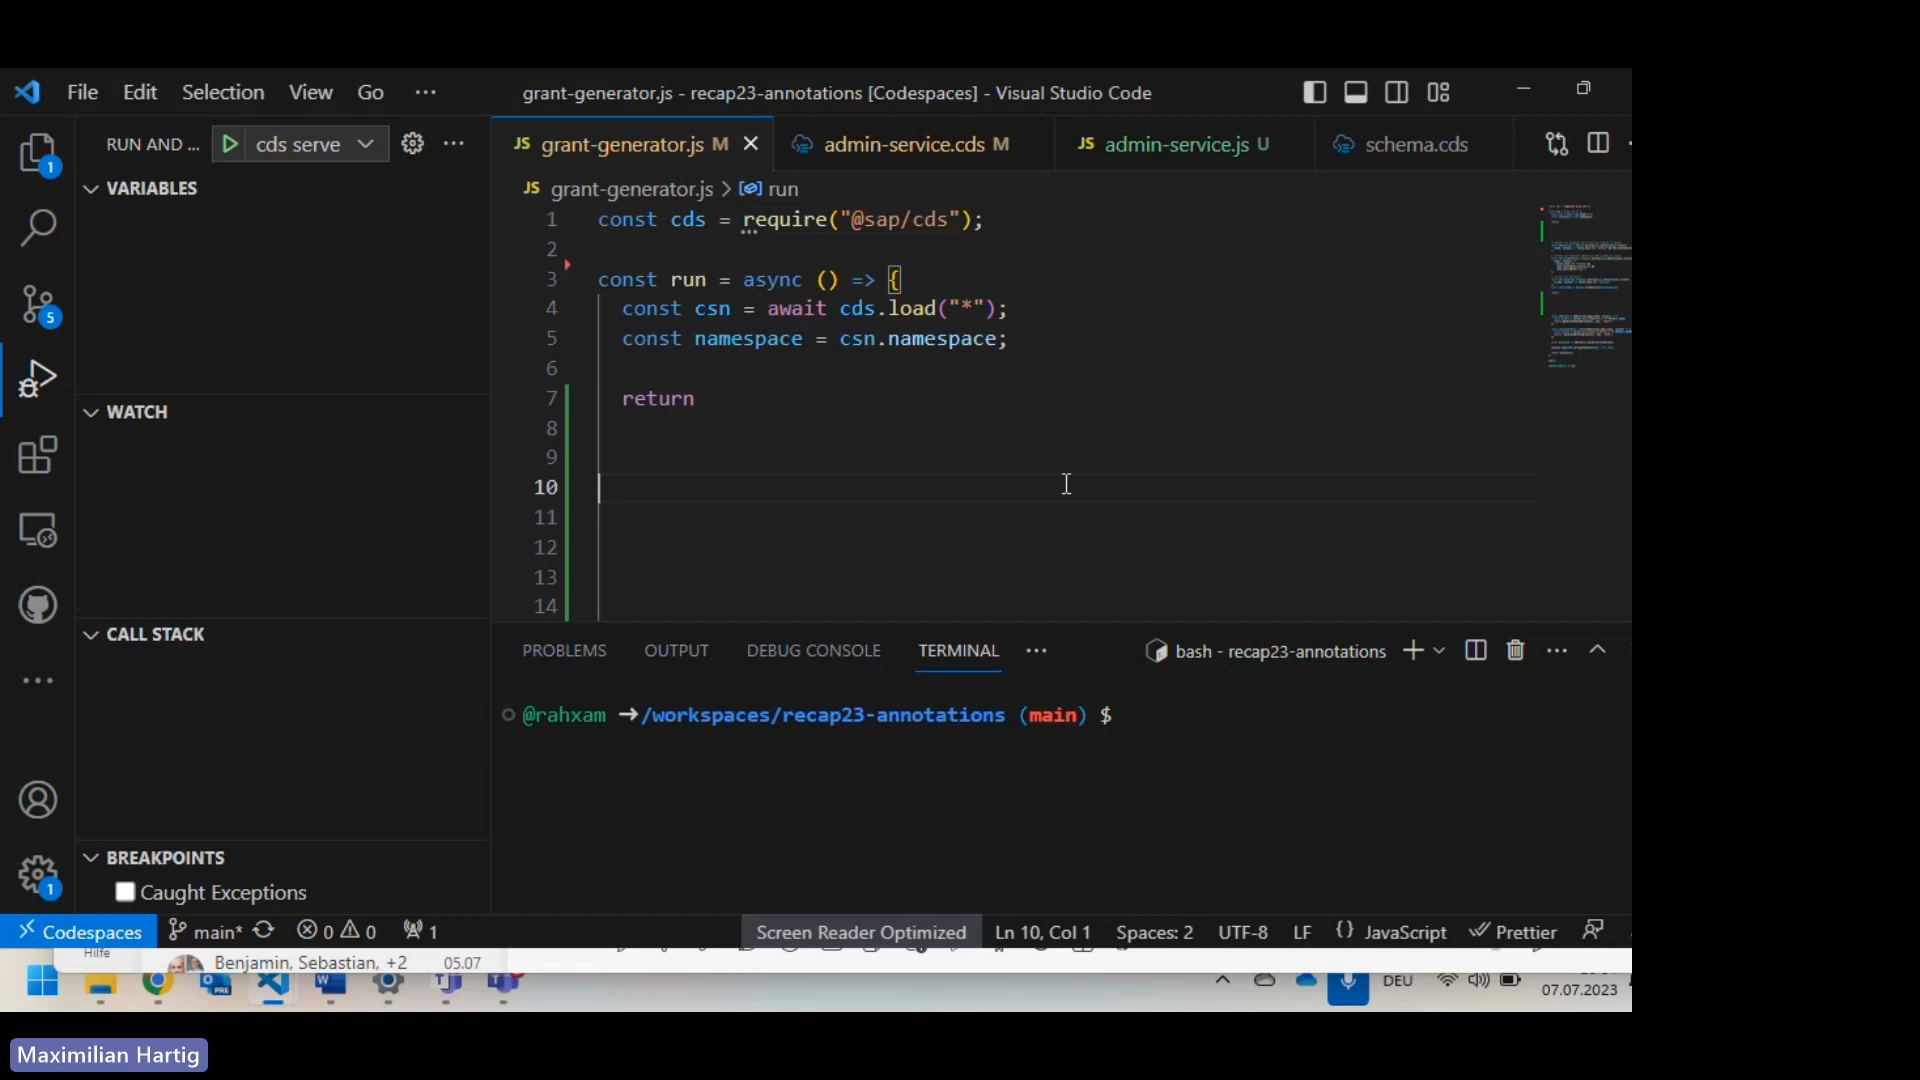 File Edit Selection View Go ···
grant-generator.js - recap23-annotations [Codespaces] - Visual Studio Code
RUN AND ... cds serve
JS grant-generator.js M
admin-service.cds M
JS admin-service.js U
schema.cds
JS grant-generator.js > run
VARIABLES
WATCH
CALL STACK
BREAKPOINTS
Caught Exceptions
1
5
1
1 const cds = require("@sap/cds");
2
3 const run = async () => {
4 const csn = await cds.load("*");
5 const namespace = csn.namespace;
6
7 return
8
9
10
11
12
13
14
PROBLEMS OUTPUT DEBUG CONSOLE TERMINAL ···
bash - recap23-annotations
@rahxam →/workspaces/recap23-annotations (main) $
Codespaces main* 0 0 1
Screen Reader Optimized Ln 10, Col 1 Spaces: 2 UTF-8 LF {} JavaScript Prettier
Hilfe
Benjamin, Sebastian, +2 05.07
DEU
07.07.2023
Maximilian Hartig